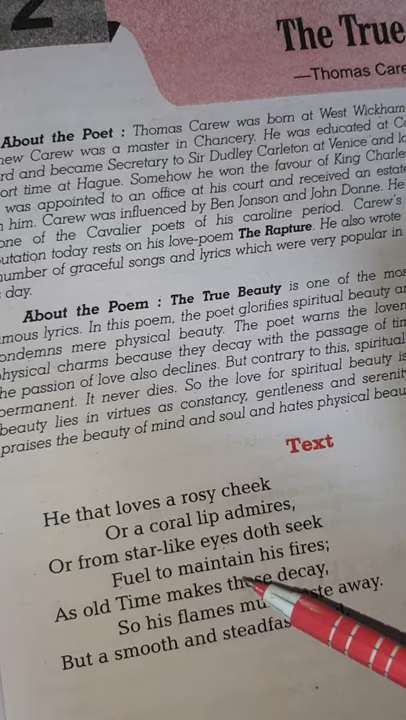 2
The True
—Thomas Care
About the Poet : Thomas Carew was born at West Wickham
hew Carew was a master in Chancery. He was educated at Co
rd and became Secretary to Sir Dudley Carleton at Venice and
ort time at Hague. Somehow he won the favour of King Charle
was appointed to an office at his court and received an estate
him. Carew was influenced by Ben Jonson and John Donne. He
one of the Cavalier poets of his caroline period. Carew's
utation today rests on his love-poem The Rapture. He also wrote
number of graceful songs and lyrics which were very popular in
day.
About the Poem : The True Beauty is one of the mos
mous lyrics. In this poem, the poet glorifies spiritual beauty
ondemns mere physical beauty. The poet warns the lover
physical charms because they decay with the passage of tim
he passion of love also declines. But contrary to this, spiritual
permanent. It never dies. So the love for spiritual beauty is
beauty lies in virtues as constancy, gentleness and serenity
praises the beauty of mind and soul and hates physical beau
Text
He that loves a rosy cheek
Or a coral lip admires,
Or from star-like eyes doth seek
Fuel to maintain his fires;
As old Time makes these decay,
So his flames away.
But a smooth and